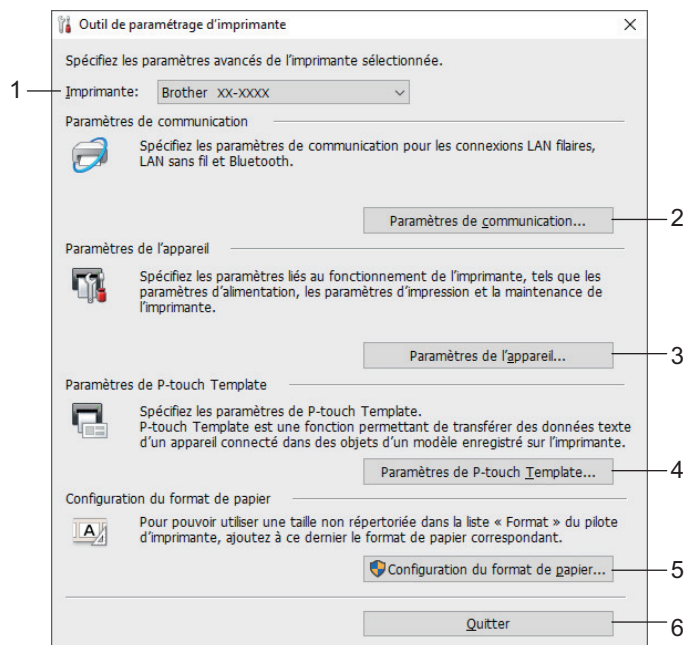 Outil de paramétrage d'imprimante
Spécifiez les paramètres avancés de l'imprimante sélectionnée.
1
Imprimante: Brother XX-XXXX
Paramètres de communication
Spécifiez les paramètres de communication pour les connexions LAN filaires,
LAN sans fil et Bluetooth.
Paramètres de communication...
2
Paramètres de l'appareil
Spécifiez les paramètres liés au fonctionnement de l'imprimante, tels que les
paramètres d'alimentation, les paramètres d'impression et la maintenance de
l'imprimante.
Paramètres de l'appareil...
3
Paramètres de P-touch Template
Spécifiez les paramètres de P-touch Template.
P-touch Template est une fonction permettant de transférer des données texte
d'un appareil connecté dans des objets d'un modèle enregistré sur l'imprimante.
Paramètres de P-touch Template...
4
Configuration du format de papier
A
Pour pouvoir utiliser une taille non répertoriée dans la liste « Format » du pilote
d'imprimante, ajoutez à ce dernier le format de papier correspondant.
Configuration du format de papier...
5
Quitter
6